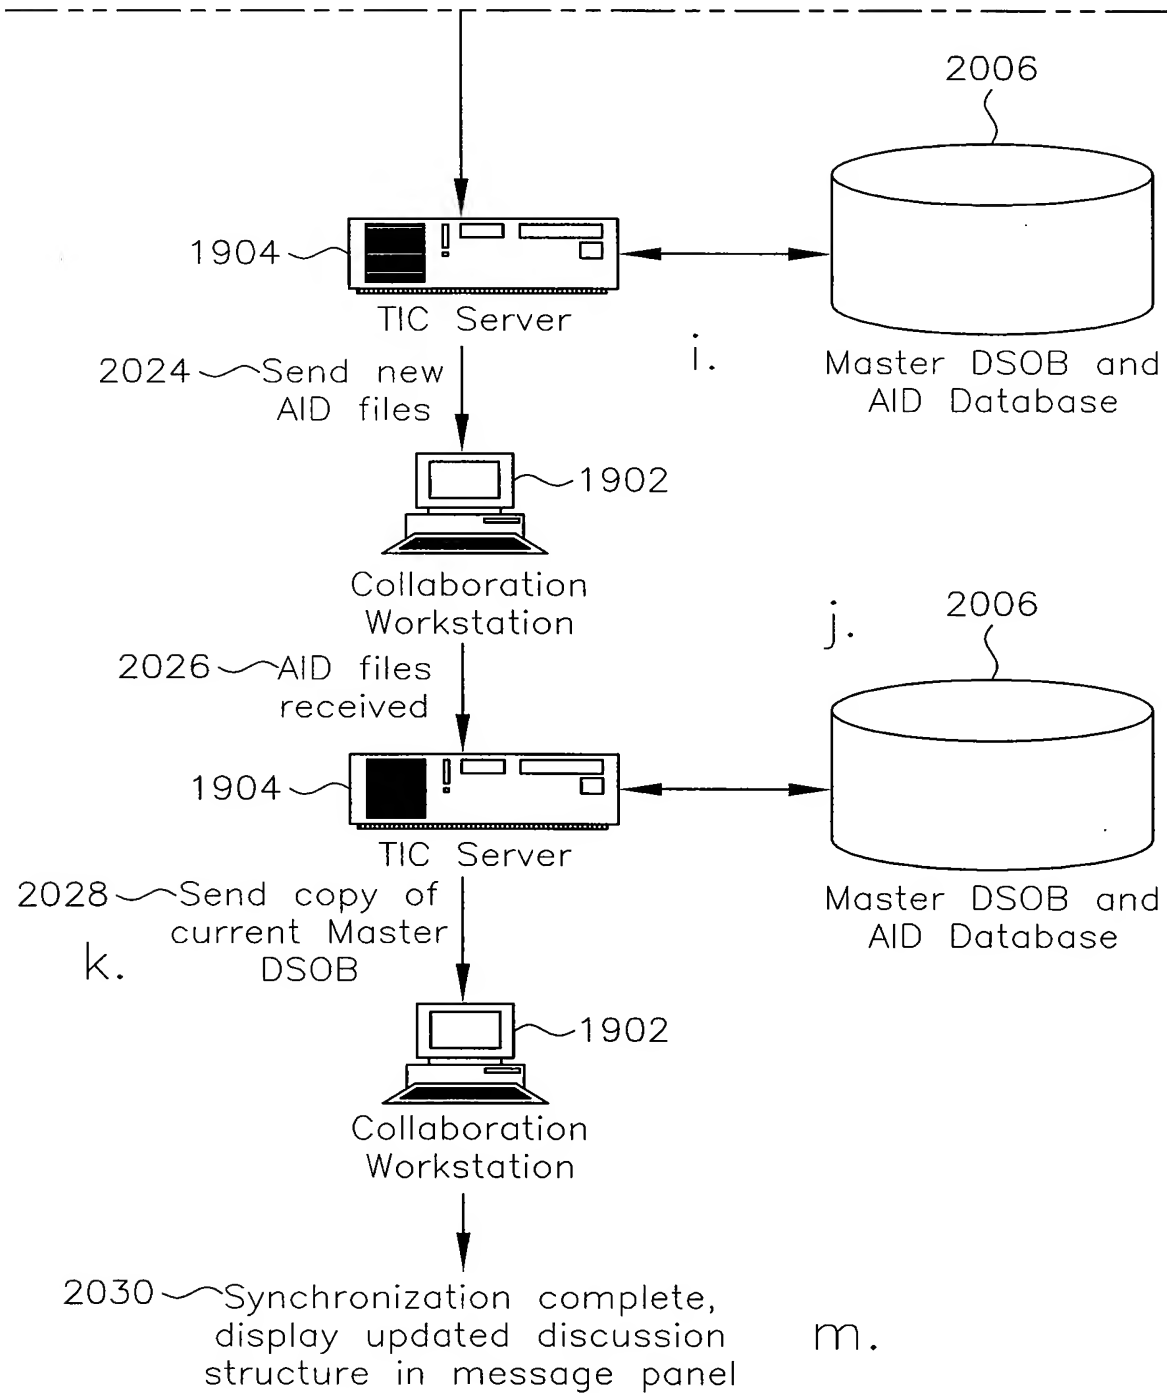 2006
1904
TIC Server
i.
Master DSOB and
AID Database
2024
Send new
AID files
1902
Collaboration
Workstation
j.
2006
2026
AID files
received
1904
TIC Server
Master DSOB and
AID Database
2028
Send copy of
current Master
DSOB
k.
1902
Collaboration
Workstation
2030
Synchronization complete,
display updated discussion
structure in message panel
m.